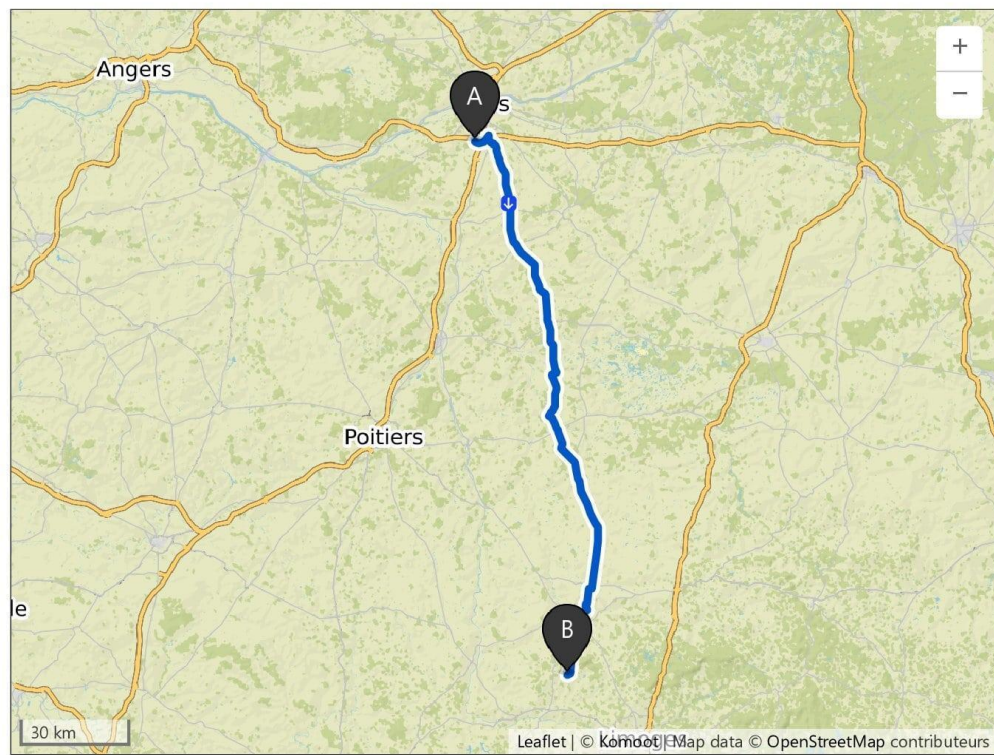 Angers
+
−
A
s
Poitiers
le
B
30 km
Leaflet | © Komoot | Map data © OpenStreetMap contributeurs